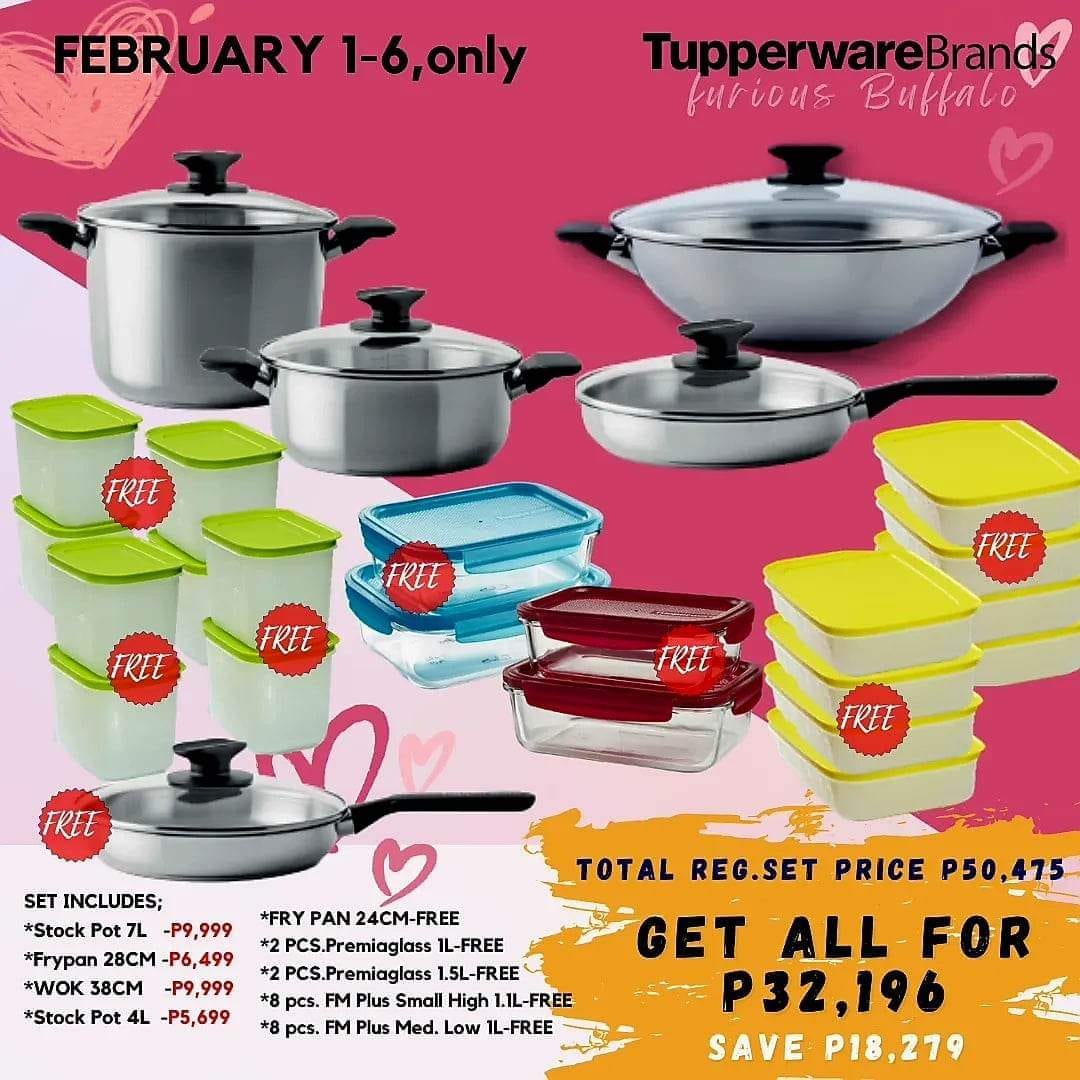 FEBRUARY 1-6,only
TupperwareBrands
furious Buffalo
FREE
FREE
FREE
FREE
FREE
FREE
FREE
FREE
TOTAL REG.SET PRICE P50,475
GET ALL FOR
P32,196
SAVE P18,279
SET INCLUDES;
*Stock Pot 7L -P9,999
*Frypan 28CM -P6,499
*WOK 38CM -P9,999
*Stock Pot 4L -P5,699
*FRY PAN 24CM-FREE
*2 PCS.Premiaglass 1L-FREE
*2 PCS.Premiaglass 1.5L-FREE
*8 pcs. FM Plus Small High 1.1L-FREE
*8 pcs. FM Plus Med. Low 1L-FREE